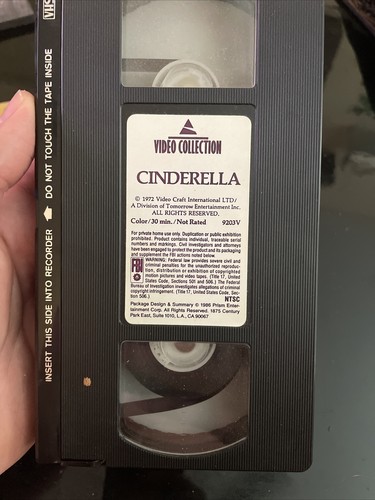 VHS
INSERT THIS SIDE INTO RECORDER DO NOT TOUCH THE TAPE INSIDE
VIDEO COLLECTION
CINDERELLA
© 1972 Video Craft International LTD/
A Division of Tomorrow Entertainment Inc.
ALL RIGHTS RESERVED.
Color/30 min./Not Rated 9203V
For private home use only. Duplication or public exhibition
prohibited. Product contains individual, traceable serial
numbers and markings. Civil investigators and attorneys
have been engaged to protect the product and its packaging
and supplement the FBI actions noted below.
FBI
WARNING: Federal law provides severe civil and
criminal penalties for the unauthorized reproduc-
tion, distribution or exhibition of copyrighted
motion pictures and video tapes. (Title 17, United
States Code, Sections 501 and 506.) The Federal
Bureau of Investigation investigates allegations of criminal
copyright infringement. (Title 17, United States Code, Sec-
tion 506.)
NTSC
Package Design & Summary © 1986 Prism Enter-
tainment Corp. All Rights Reserved. 1875 Century
Park East, Suite 1010, L.A., CA 90067